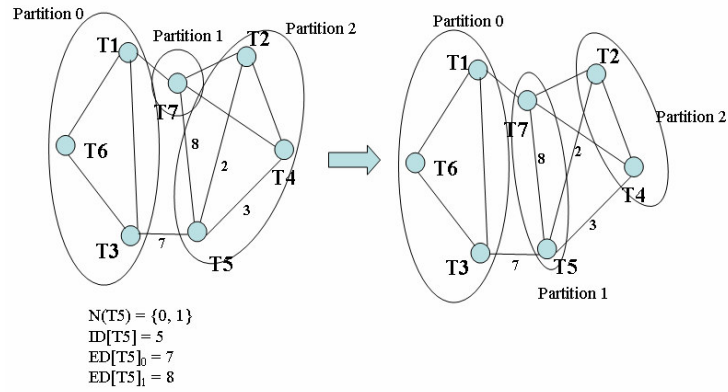 Partition 0
Partition 1
Partition 2
T1
T2
T7
T6
8
2
T4
3
T3
7
T5
N(T5) = {0, 1}
ID[T5] = 5
ED[T5]0 = 7
ED[T5]1 = 8
Partition 0
T1
T2
T7
Partition 2
T6
8
2
T4
3
T3
7
T5
Partition 1